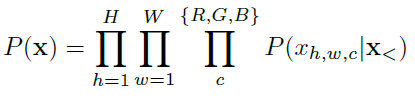 P(x) = ∏_{h=1}^{H} ∏_{w=1}^{W} ∏_{c}^{\{R,G,B\}} P(x_{h,w,c}|x_{<})